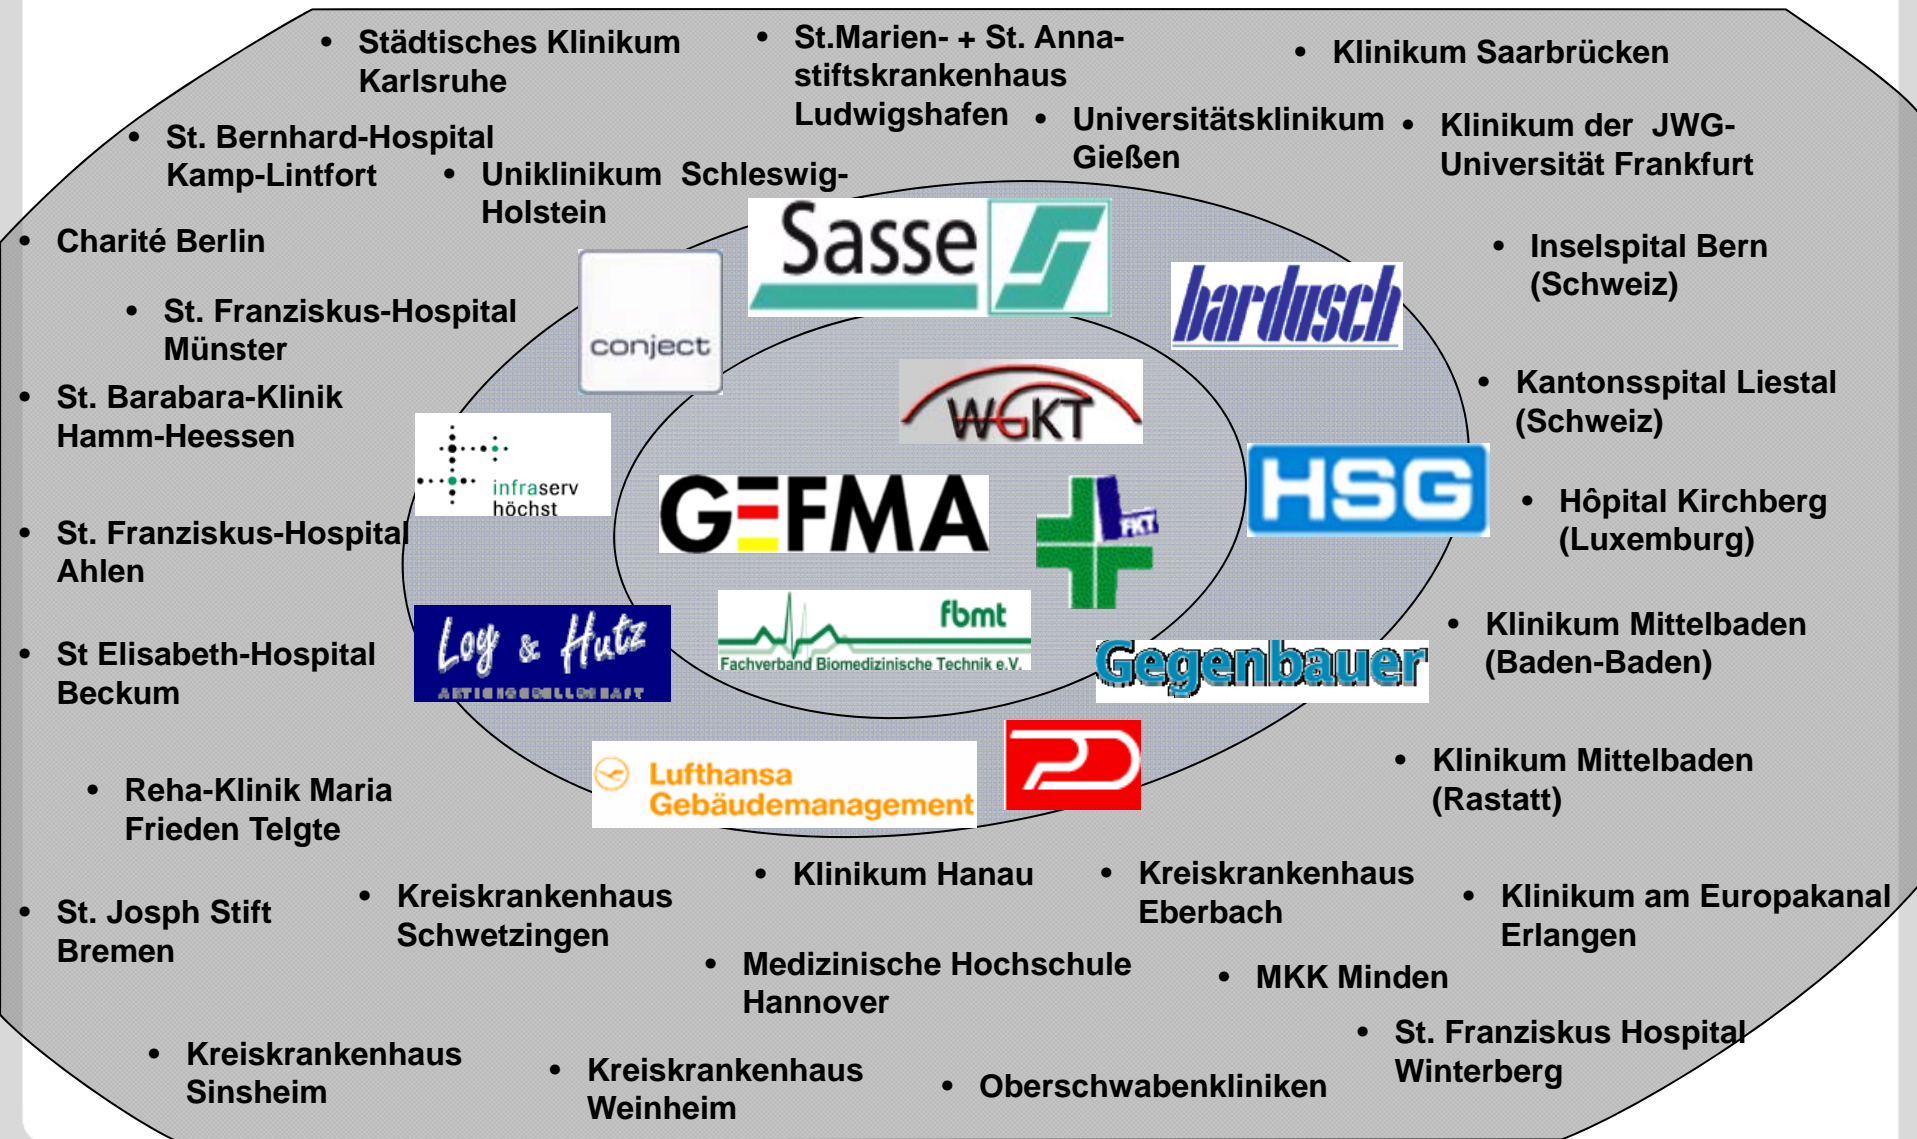 • Städtisches Klinikum
Karlsruhe
• St.Marien- + St. Anna-
stiftskrankenhaus
Ludwigshafen
• Klinikum Saarbrücken
• St. Bernhard-Hospital
Kamp-Lintfort
• Uniklinikum Schleswig-
Holstein
• Universitätsklinikum
Gießen
• Klinikum der JWG-
Universität Frankfurt
• Charité Berlin
• Inselspital Bern
(Schweiz)
• St. Franziskus-Hospital
Münster
• St. Barabara-Klinik
Hamm-Heessen
• Kantonsspital Liestal
(Schweiz)
• St. Franziskus-Hospital
Ahlen
• Hôpital Kirchberg
(Luxemburg)
• St Elisabeth-Hospital
Beckum
• Klinikum Mittelbaden
(Baden-Baden)
• Reha-Klinik Maria
Frieden Telgte
• Klinikum Mittelbaden
(Rastatt)
Sasse
conject
bardusch
WGKT
infraserv
höchst
GEFMA
FKT
HSG
Loy & Hutz
AKTIENGESELLSCHAFT
fbmt
Fachverband Biomedizinische Technik e.V.
Gegenbauer
Lufthansa
Gebäudemanagement
• St. Josph Stift
Bremen
• Kreiskrankenhaus
Schwetzingen
• Klinikum Hanau
• Kreiskrankenhaus
Eberbach
• Klinikum am Europakanal
Erlangen
• Medizinische Hochschule
Hannover
• MKK Minden
• Kreiskrankenhaus
Sinsheim
• Kreiskrankenhaus
Weinheim
• Oberschwabenkliniken
• St. Franziskus Hospital
Winterberg